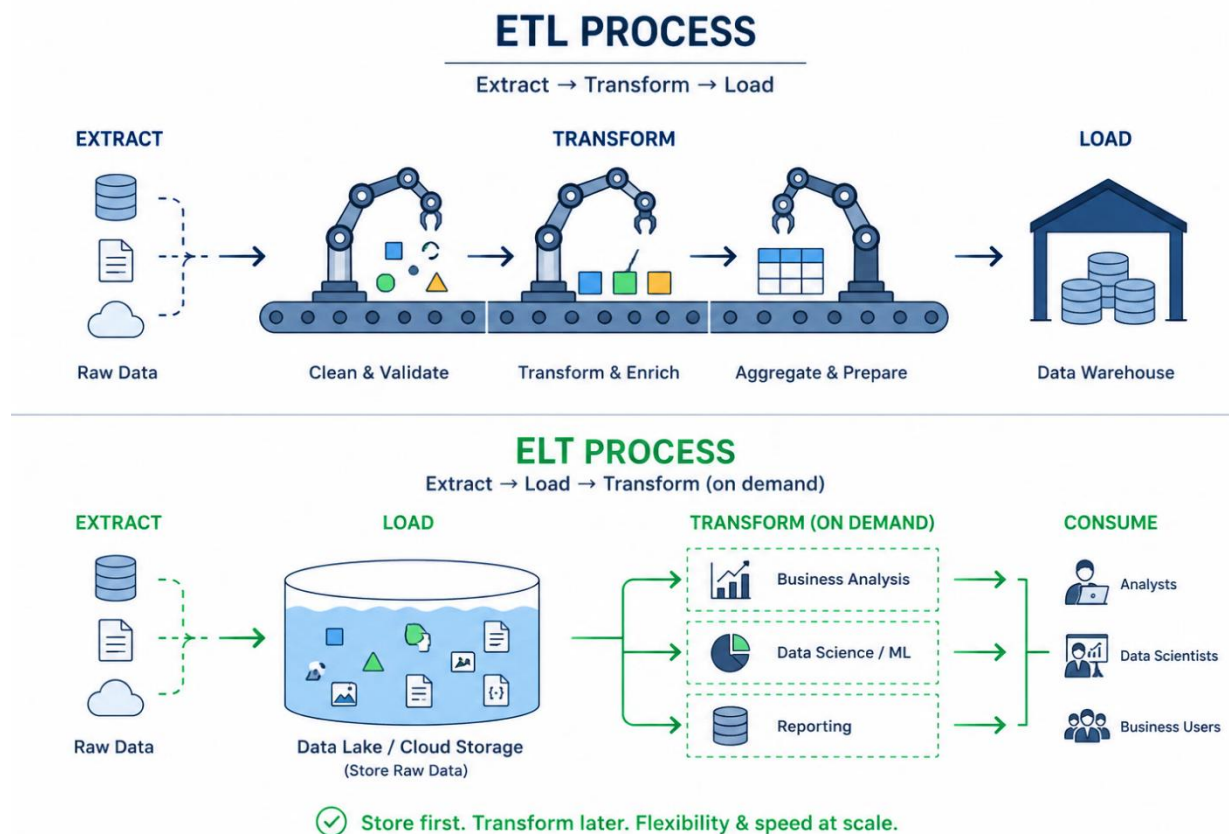 ETL PROCESS
Extract → Transform → Load
EXTRACT
TRANSFORM
LOAD
Raw Data
Clean & Validate
Transform & Enrich
Aggregate & Prepare
Data Warehouse
ELT PROCESS
Extract → Load → Transform (on demand)
EXTRACT
LOAD
TRANSFORM (ON DEMAND)
CONSUME
Business Analysis
Analysts
Data Science / ML
Data Scientists
{·}
Reporting
Business Users
Raw Data
Data Lake / Cloud Storage
(Store Raw Data)
Store first. Transform later. Flexibility & speed at scale.